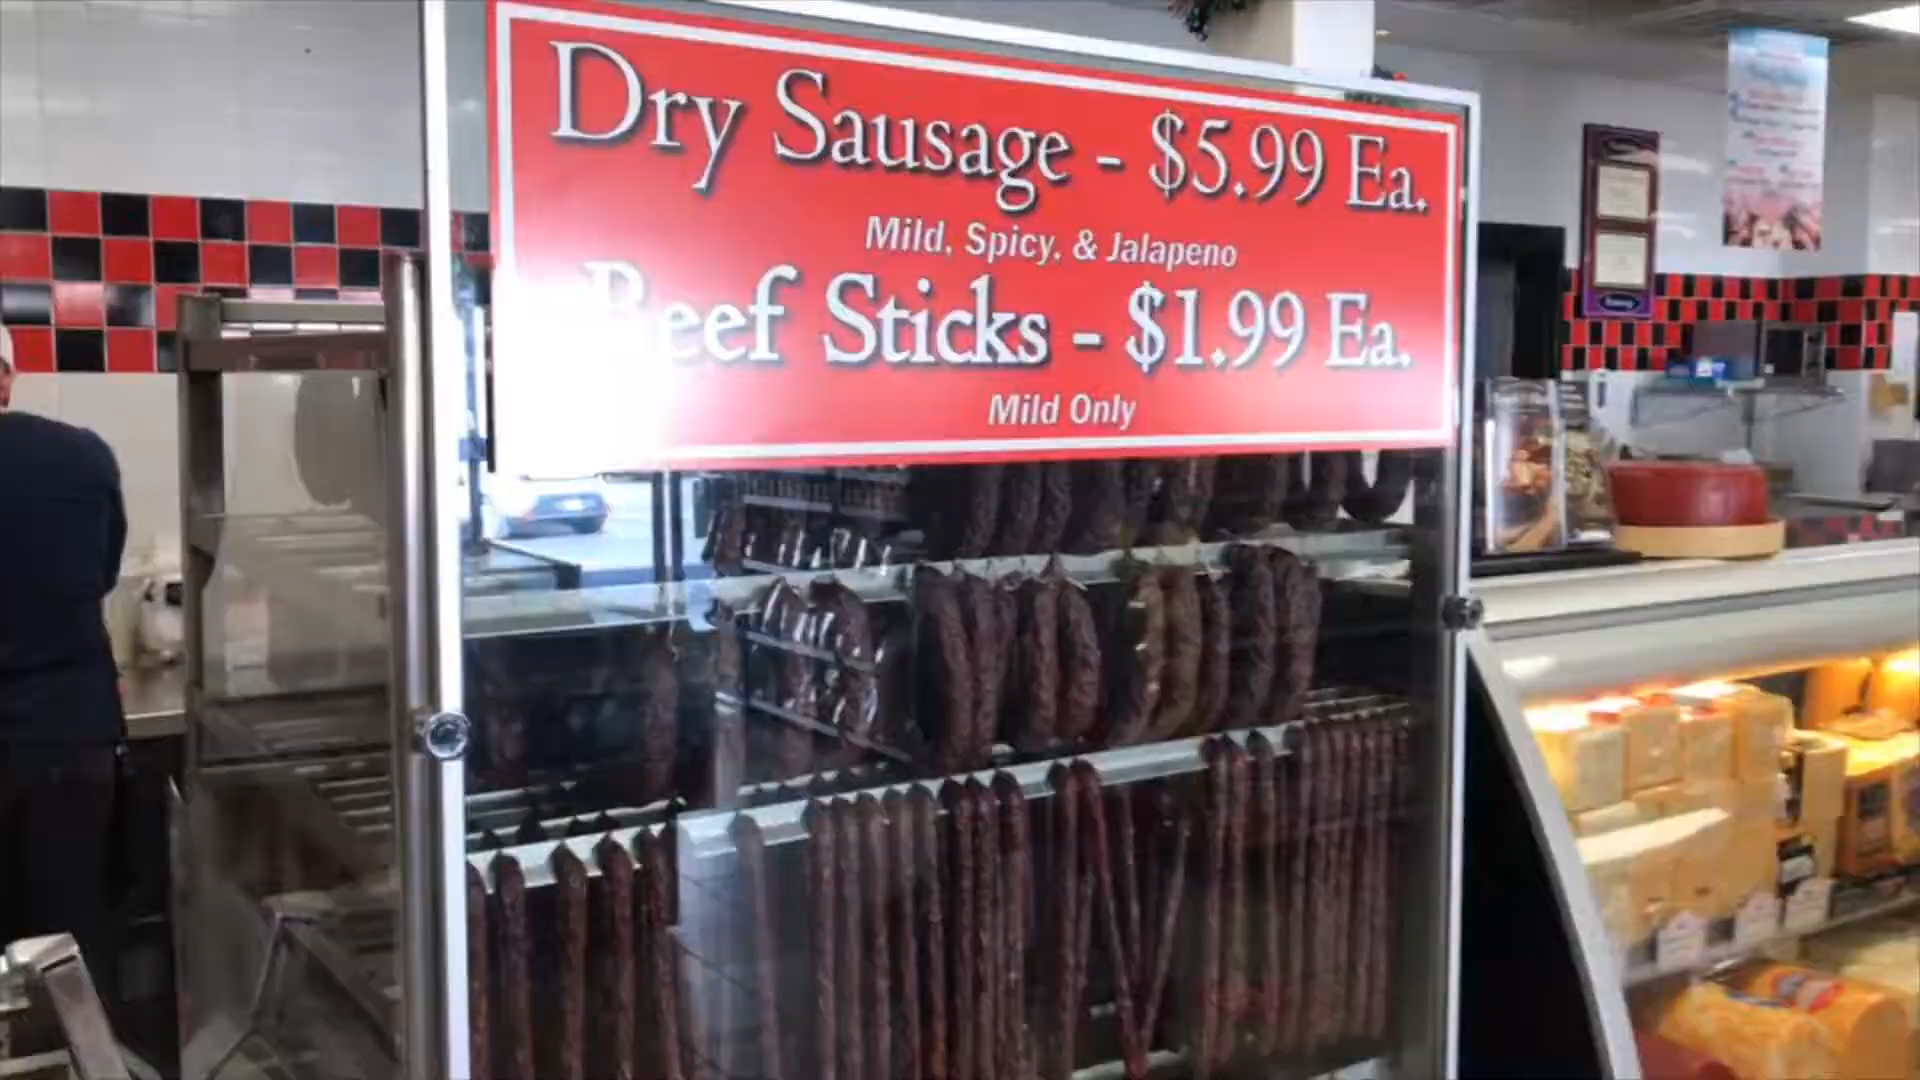 Dry Sausage - $5.99 Ea.
Mild, Spicy, & Jalapeno
Beef Sticks - $1.99 Ea.
Mild Only